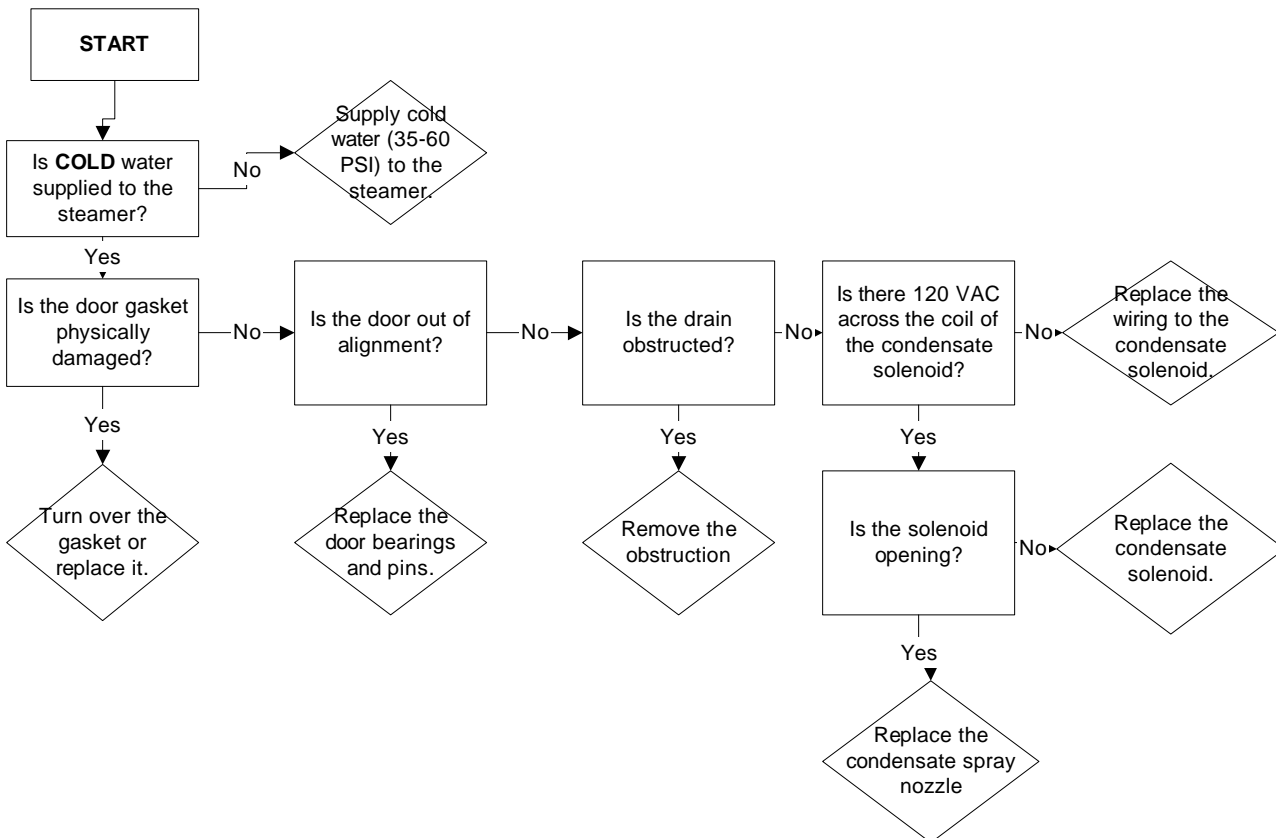 START
Is COLD water
supplied to the
steamer?
No
Supply cold
water (35-60
PSI) to the
steamer.
Yes
Is the door gasket
physically
damaged?
No
Is the door out of
alignment?
No
Is the drain
obstructed?
No
Is there 120 VAC
across the coil of
the condensate
solenoid?
No
Replace the
wiring to the
condensate
solenoid.
Yes
Turn over the
gasket or
replace it.
Yes
Replace the
door bearings
and pins.
Yes
Remove the
obstruction
Yes
Is the solenoid
opening?
No
Replace the
condensate
solenoid.
Yes
Replace the
condensate spray
nozzle